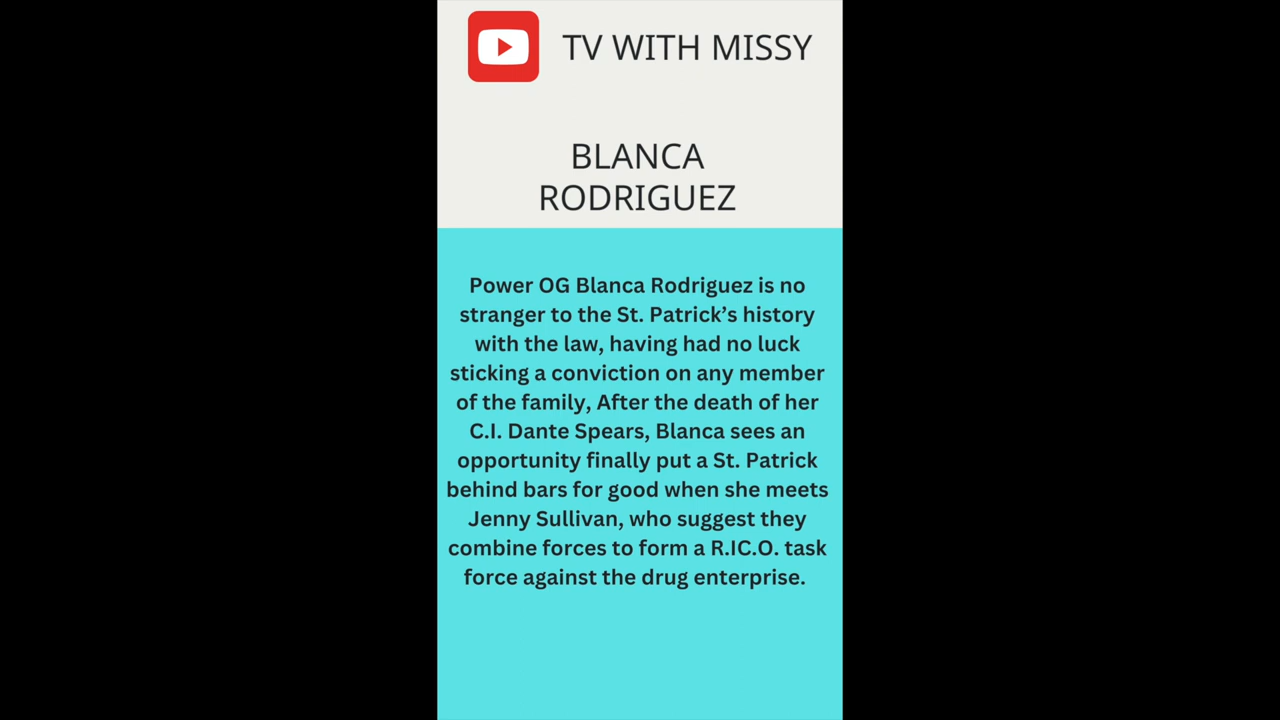 TV WITH MISSY
BLANCA
RODRIGUEZ
Power OG Blanca Rodriguez is no
stranger to the St. Patrick’s history
with the law, having had no luck
sticking a conviction on any member
of the family, After the death of her
C.I. Dante Spears, Blanca sees an
opportunity finally put a St. Patrick
behind bars for good when she meets
Jenny Sullivan, who suggest they
combine forces to form a R.IC.O. task
force against the drug enterprise.